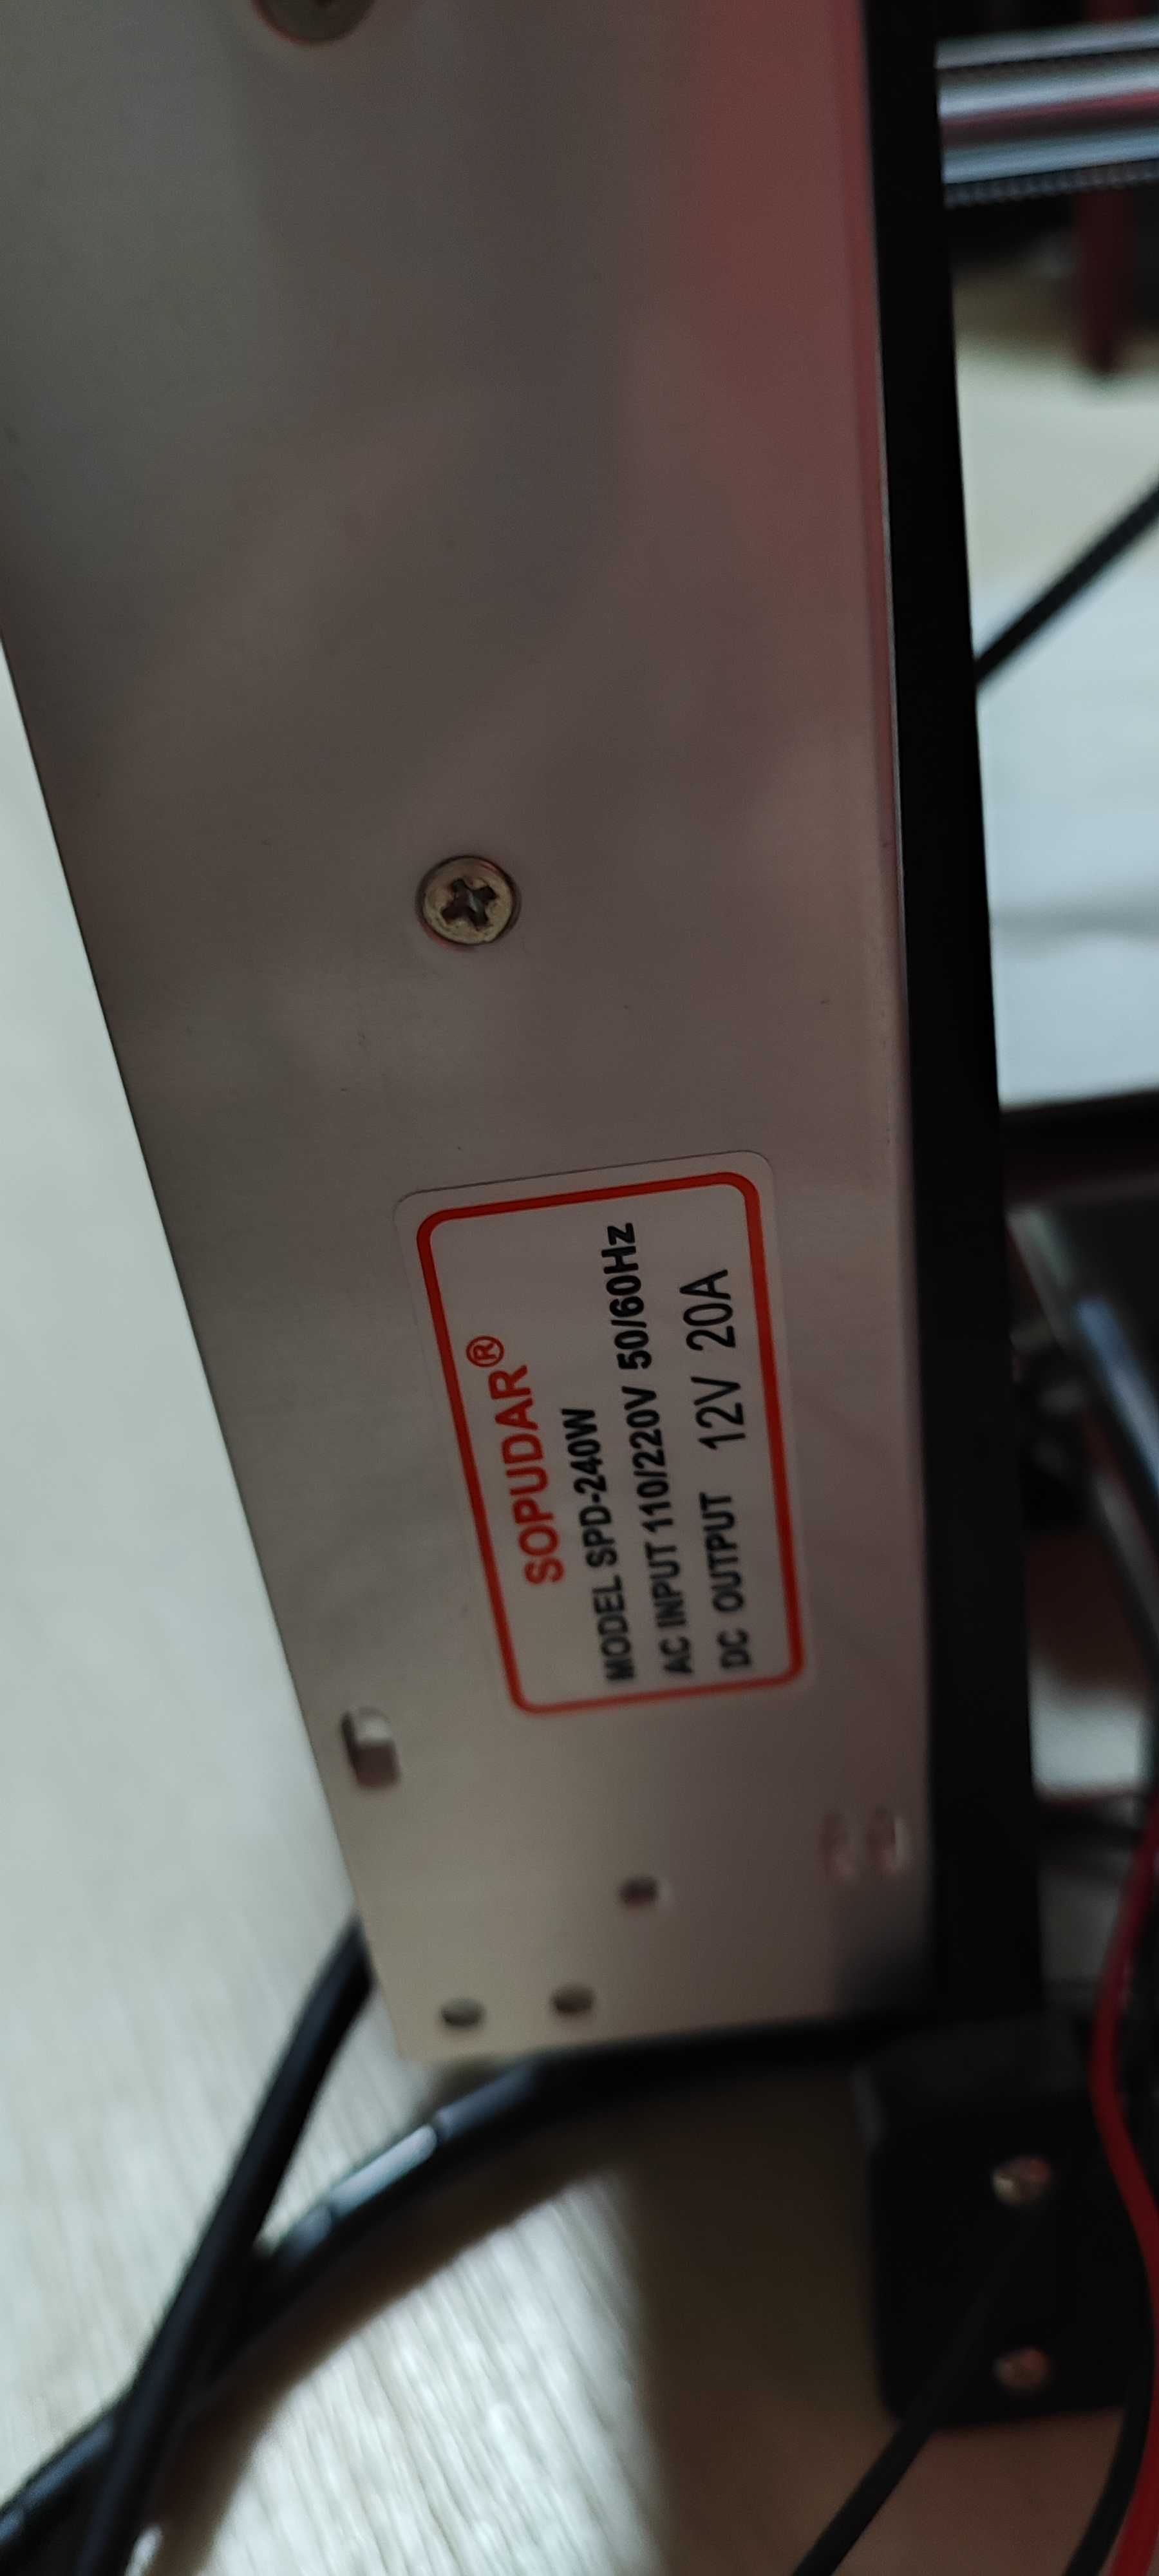 SOPUDAR®
MODEL SPD-240W
AC INPUT 110/220V 50/60Hz
DC OUTPUT 12V 20A